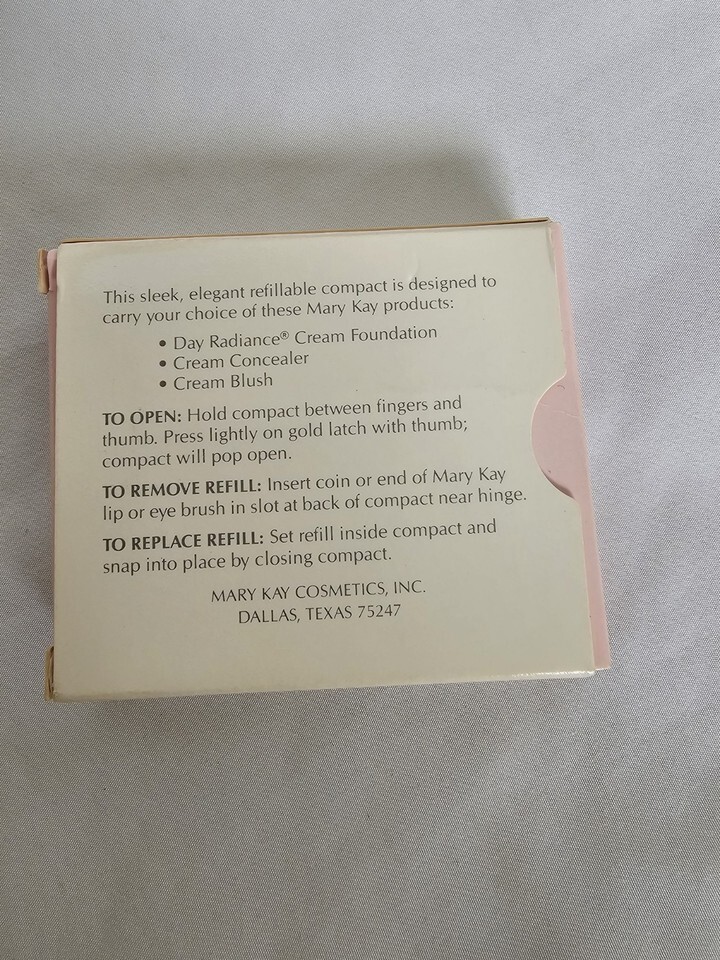 This sleek, elegant refillable compact is designed to
carry your choice of these Mary Kay products:
• Day Radiance® Cream Foundation
• Cream Concealer
• Cream Blush
TO OPEN: Hold compact between fingers and
thumb. Press lightly on gold latch with thumb;
compact will pop open.
TO REMOVE REFILL: Insert coin or end of Mary Kay
lip or eye brush in slot at back of compact near hinge.
TO REPLACE REFILL: Set refill inside compact and
snap into place by closing compact.
MARY KAY COSMETICS, INC.
DALLAS, TEXAS 75247